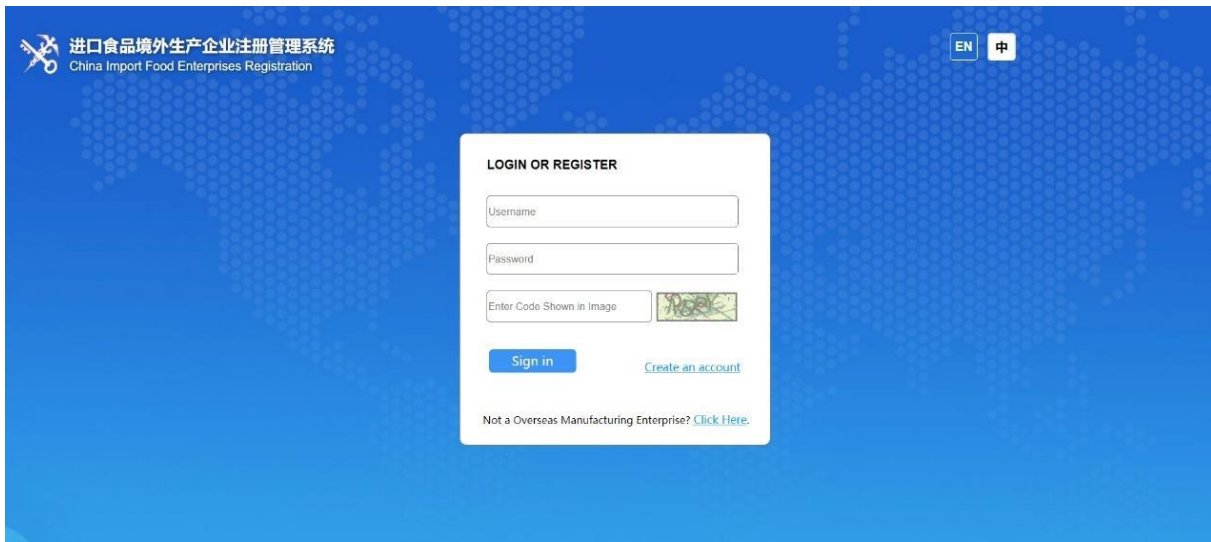 进口食品境外生产企业注册管理系统
China Import Food Enterprises Registration
EN 中
LOGIN OR REGISTER
Username
Password
Enter Code Shown in Image
Sign in
Create an account
Not a Overseas Manufacturing Enterprise? Click Here.